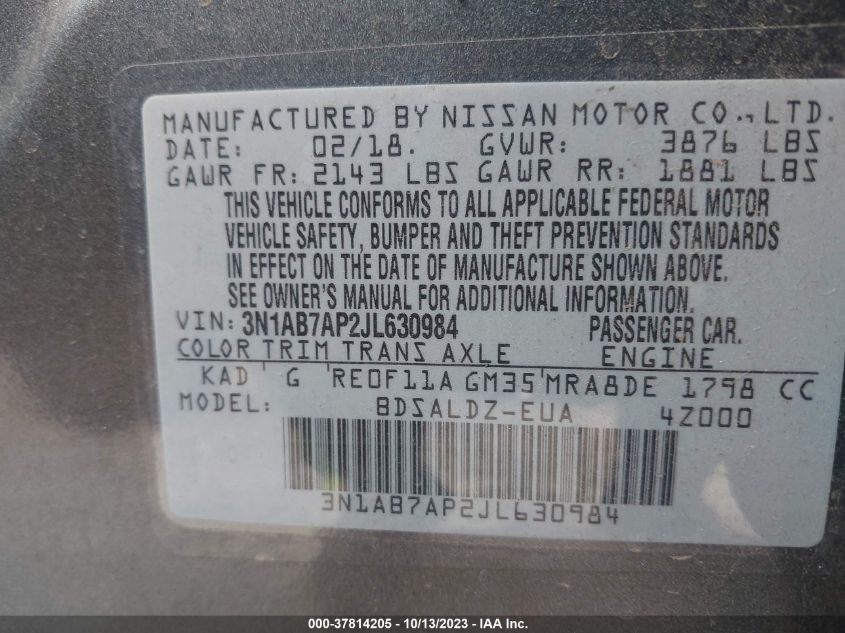 MANUFACTURED BY NISSAN MOTOR CO., LTD.
DATE: 02/18. GVWR: 3876 LBS
GAWR FR: 2143 LBS GAWR RR: 1881 LBS
THIS VEHICLE CONFORMS TO ALL APPLICABLE FEDERAL MOTOR
VEHICLE SAFETY, BUMPER AND THEFT PREVENTION STANDARDS
IN EFFECT ON THE DATE OF MANUFACTURE SHOWN ABOVE.
SEE OWNER'S MANUAL FOR ADDITIONAL INFORMATION.
VIN: 3N1AB7AP2JL630984 PASSENGER CAR.
COLOR TRIM TRANS AXLE ENGINE
KAD G RE0F11A GM35 MRA8DE 1798 CC
MODEL: BDSALDZ-EUA 4Z000
3N1AB7AP2JL630984
000-37814205 - 10/13/2023 - IAA Inc.